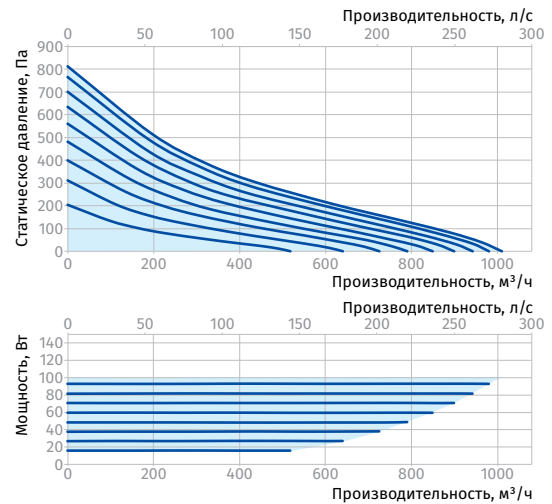 Производительность, л/с
0 50 100 150 200 250 300
Статическое давление, Па
900
800
700
600
500
400
300
200
100
0
0 200 400 600 800 1000
Производительность, м³/ч
Производительность, л/с
0 50 100 150 200 250 300
Мощность, Вт
140
120
100
80
60
40
20
0
0 200 400 600 800 1000
Производительность, м³/ч